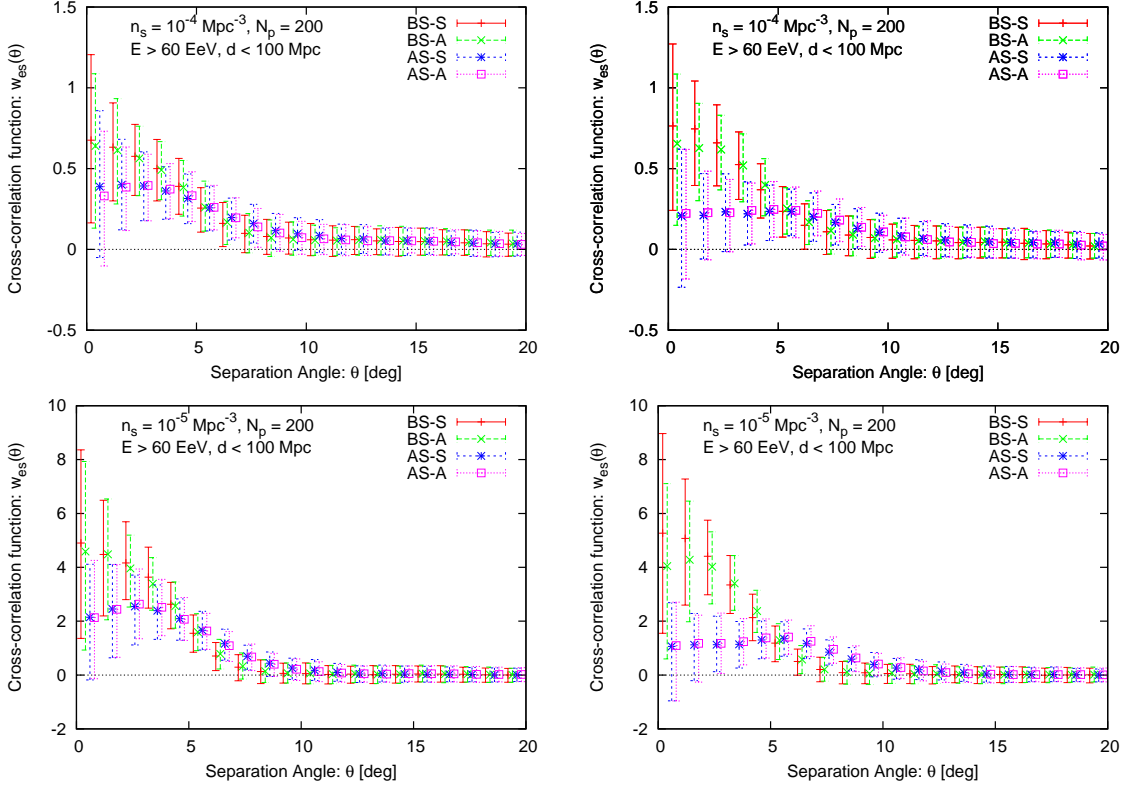 n_s = 10^-4 Mpc^-3, N_p = 200
E > 60 EeV, d < 100 Mpc
BS-S
BS-A
AS-S
AS-A
Cross-correlation function: w_es(θ)
1.5
1
0.5
0
-0.5
0 5 10 15 20
Separation Angle: θ [deg]
n_s = 10^-4 Mpc^-3, N_p = 200
E > 60 EeV, d < 100 Mpc
BS-S
BS-A
AS-S
AS-A
Cross-correlation function: w_es(θ)
1.5
1
0.5
0
-0.5
0 5 10 15 20
Separation Angle: θ [deg]
n_s = 10^-5 Mpc^-3, N_p = 200
E > 60 EeV, d < 100 Mpc
BS-S
BS-A
AS-S
AS-A
Cross-correlation function: w_es(θ)
10
8
6
4
2
0
-2
0 5 10 15 20
Separation Angle: θ [deg]
n_s = 10^-5 Mpc^-3, N_p = 200
E > 60 EeV, d < 100 Mpc
BS-S
BS-A
AS-S
AS-A
Cross-correlation function: w_es(θ)
10
8
6
4
2
0
-2
0 5 10 15 20
Separation Angle: θ [deg]